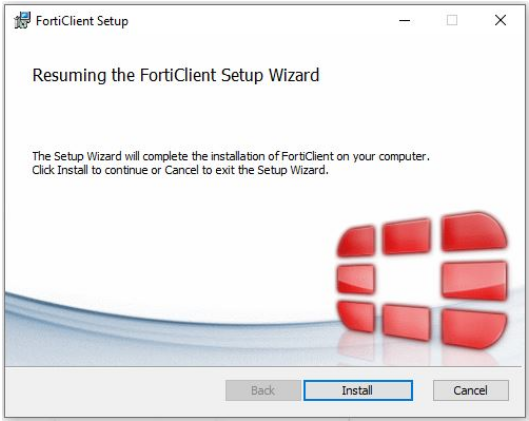 FortiClient Setup
Resuming the FortiClient Setup Wizard
The Setup Wizard will complete the installation of FortiClient on your computer.
Click Install to continue or Cancel to exit the Setup Wizard.
Back
Install
Cancel